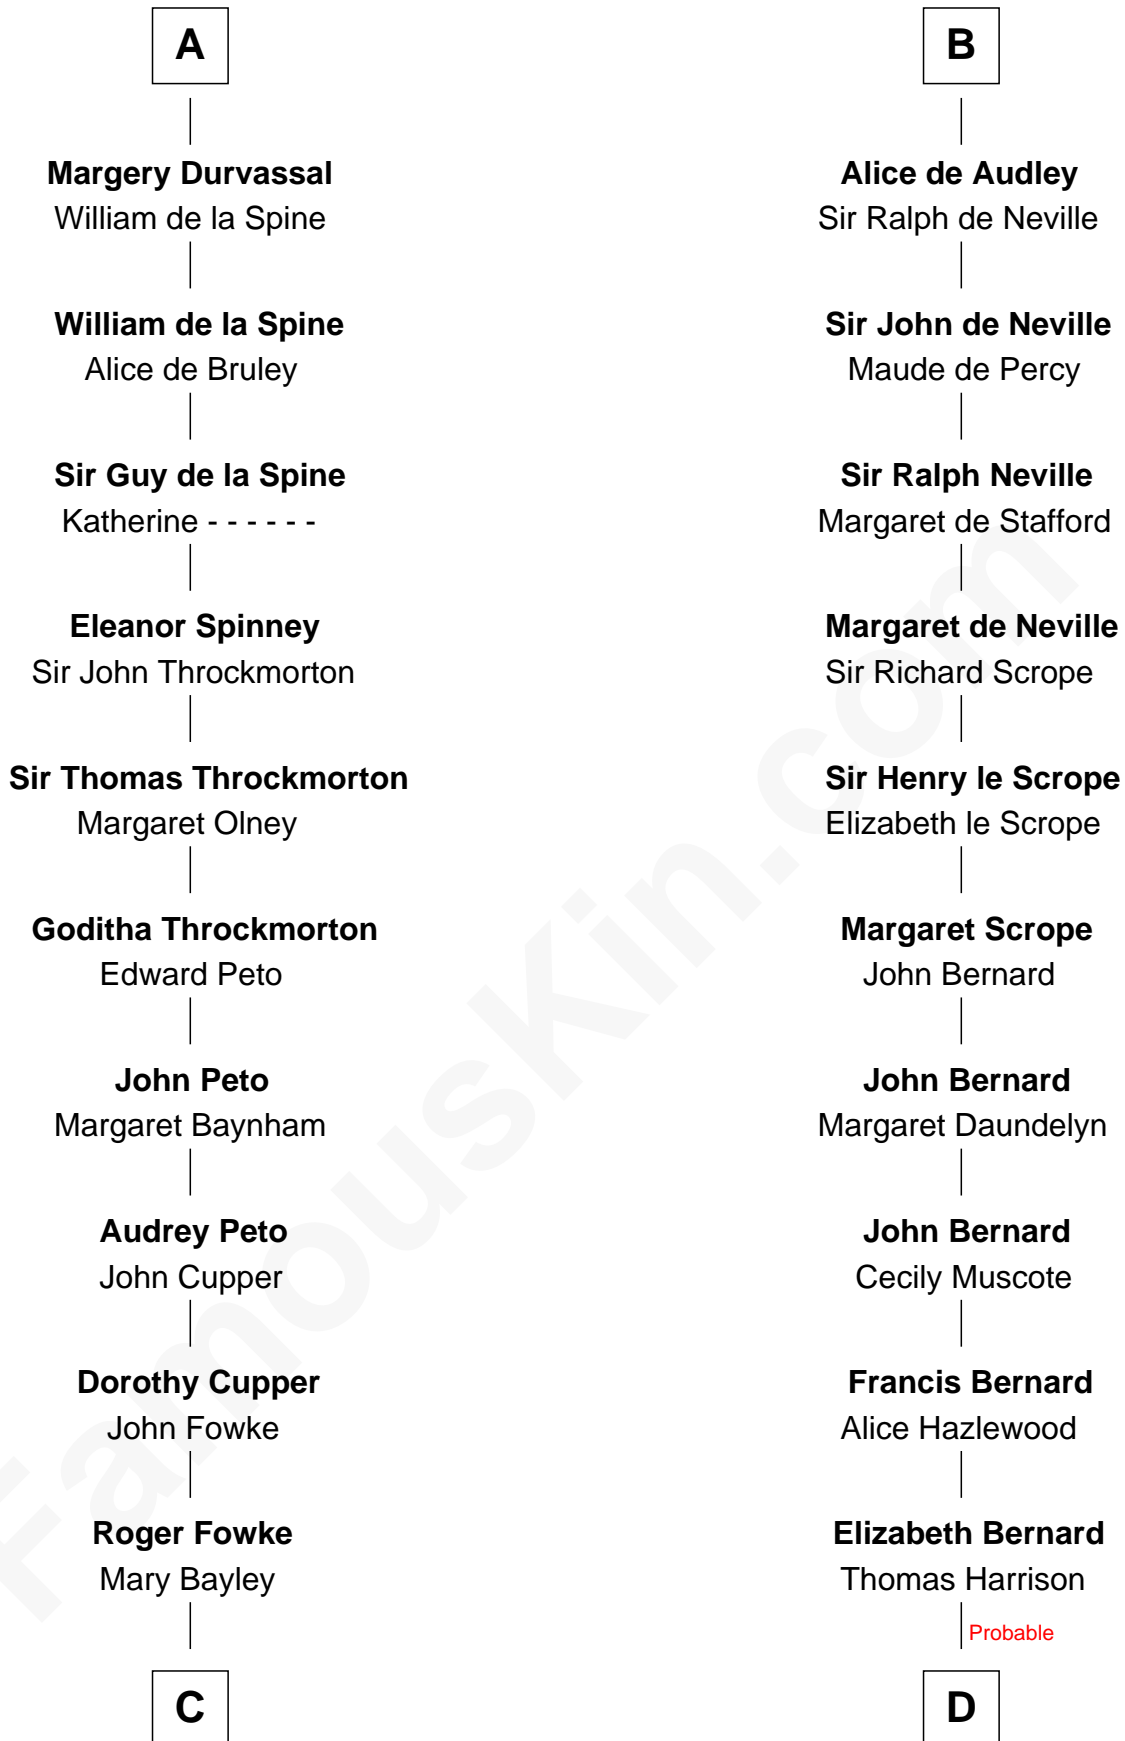 A
Margery Durvassal
William de la Spine
William de la Spine
Alice de Bruley
Sir Guy de la Spine
Katherine - - - - - -
Eleanor Spinney
Sir John Throckmorton
Sir Thomas Throckmorton
Margaret Olney
Goditha Throckmorton
Edward Peto
John Peto
Margaret Baynham
Audrey Peto
John Cupper
Dorothy Cupper
John Fowke
Roger Fowke
Mary Bayley
C
B
Alice de Audley
Sir Ralph de Neville
Sir John de Neville
Maude de Percy
Sir Ralph Neville
Margaret de Stafford
Margaret de Neville
Sir Richard Scrope
Sir Henry le Scrope
Elizabeth le Scrope
Margaret Scrope
John Bernard
John Bernard
Margaret Daundelyn
John Bernard
Cecily Muscote
Francis Bernard
Alice Hazlewood
Elizabeth Bernard
Thomas Harrison
Probable
D
FamousKin.com